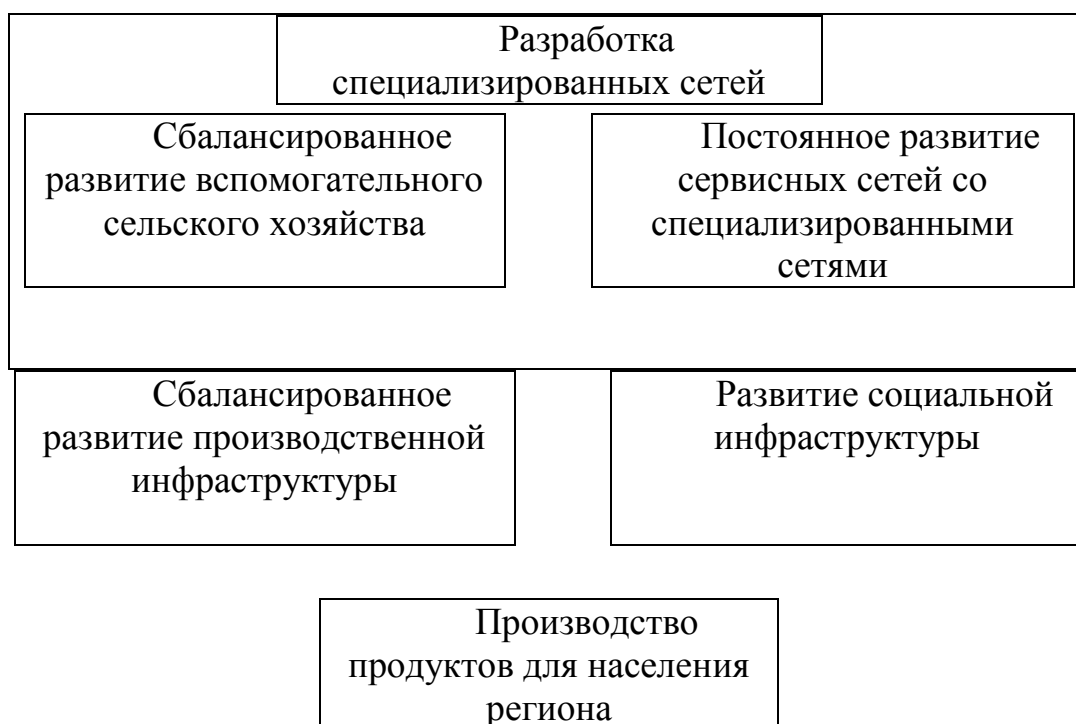 Разработка
специализированных сетей
Сбалансированное
развитие вспомогательного
сельского хозяйства
Постоянное развитие
сервисных сетей со
специализированными
сетями
Сбалансированное
развитие производственной
инфраструктуры
Развитие социальной
инфраструктуры
Производство
продуктов для населения
региона